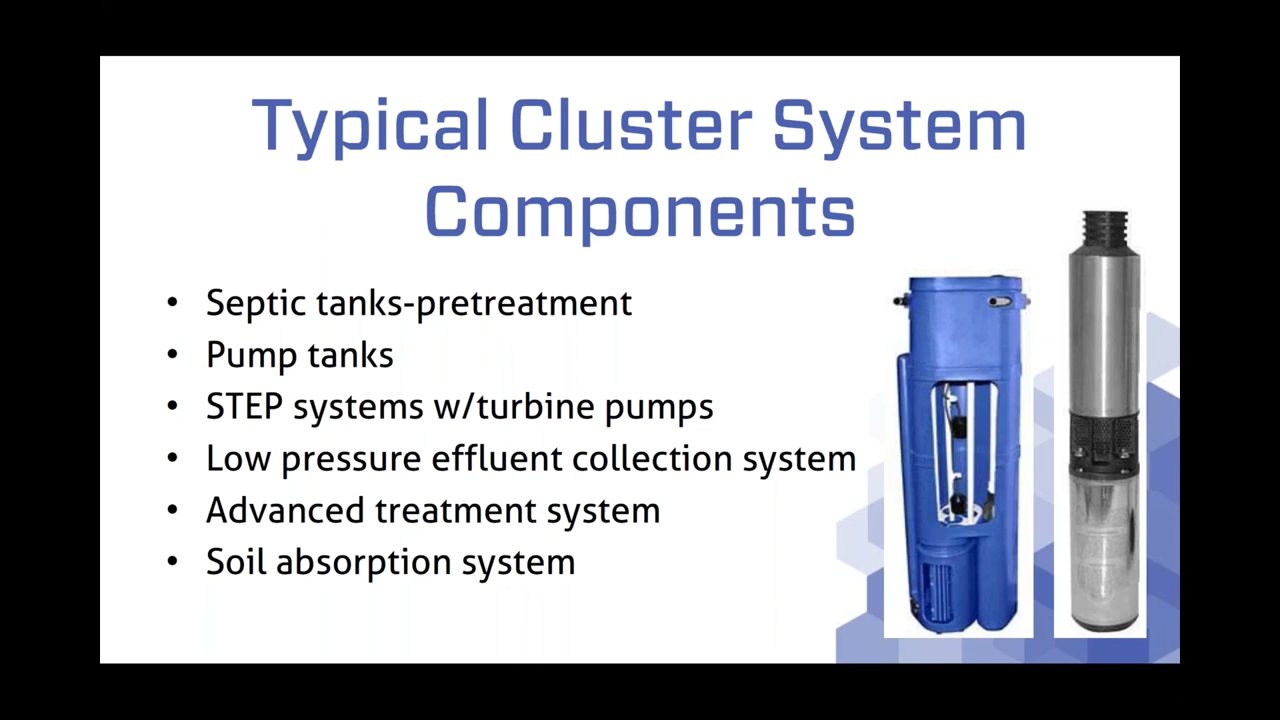 Typical Cluster System
Components
• Septic tanks-pretreatment
• Pump tanks
• STEP systems w/turbine pumps
• Low pressure effluent collection system
• Advanced treatment system
• Soil absorption system